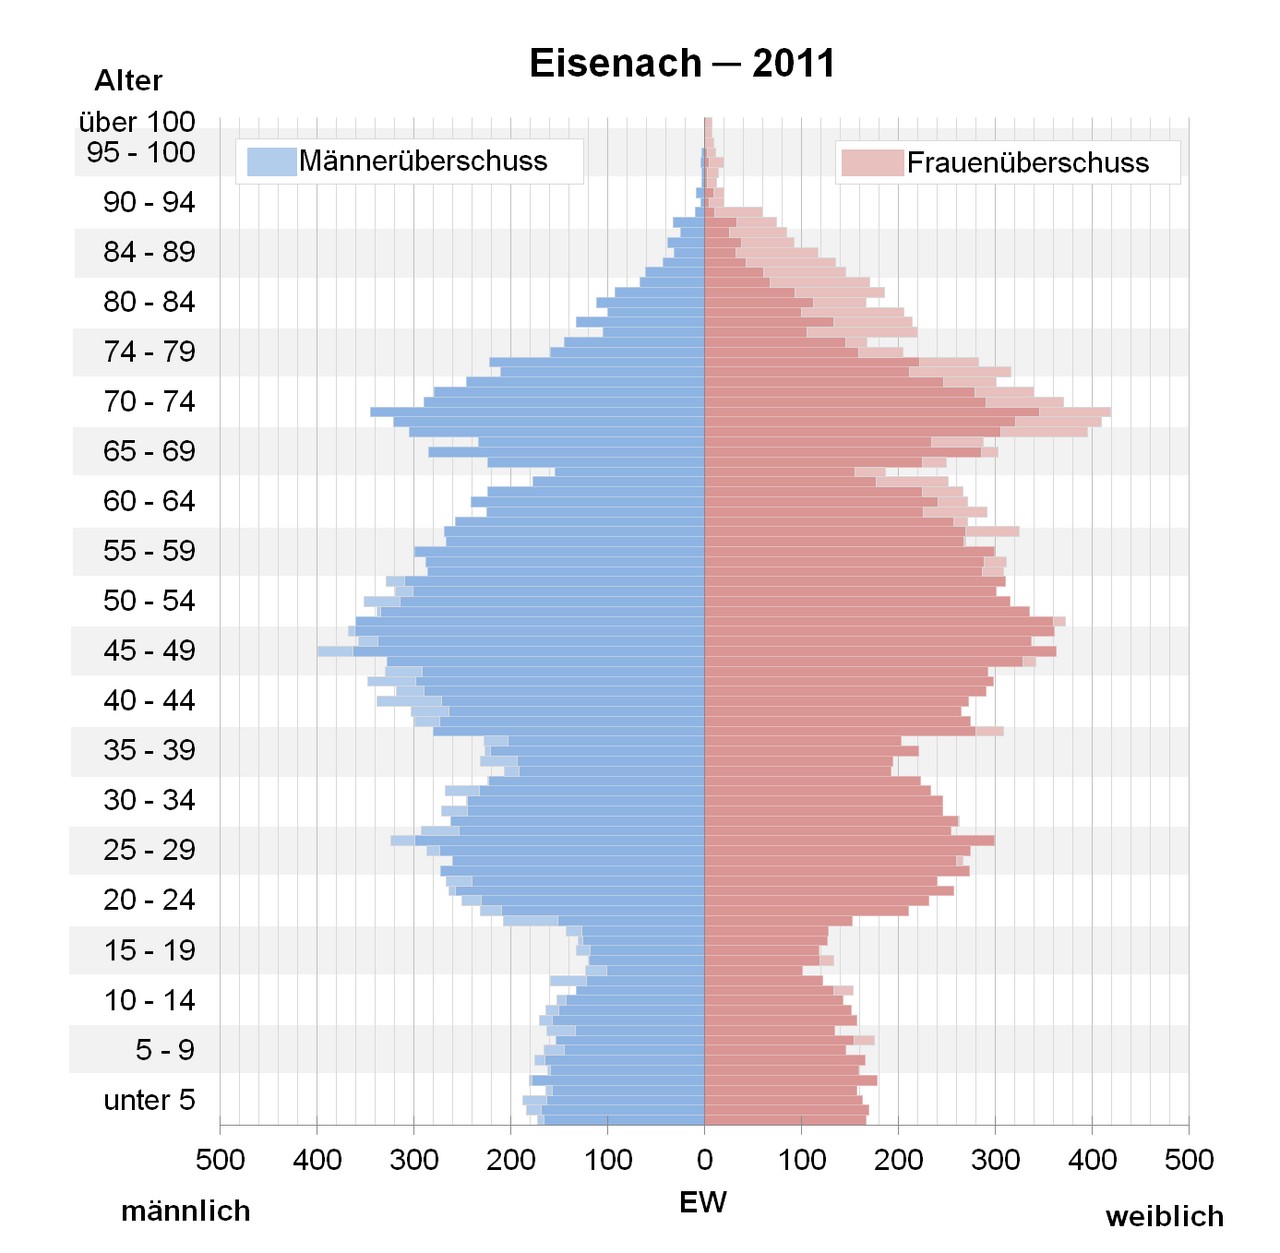 Eisenach — 2011
Alter
über 100
95 - 100
Männerüberschuss
Frauenüberschuss
90 - 94
84 - 89
80 - 84
74 - 79
70 - 74
65 - 69
60 - 64
55 - 59
50 - 54
45 - 49
40 - 44
35 - 39
30 - 34
25 - 29
20 - 24
15 - 19
10 - 14
5 - 9
unter 5
500 400 300 200 100 0 100 200 300 400 500
männlich EW weiblich